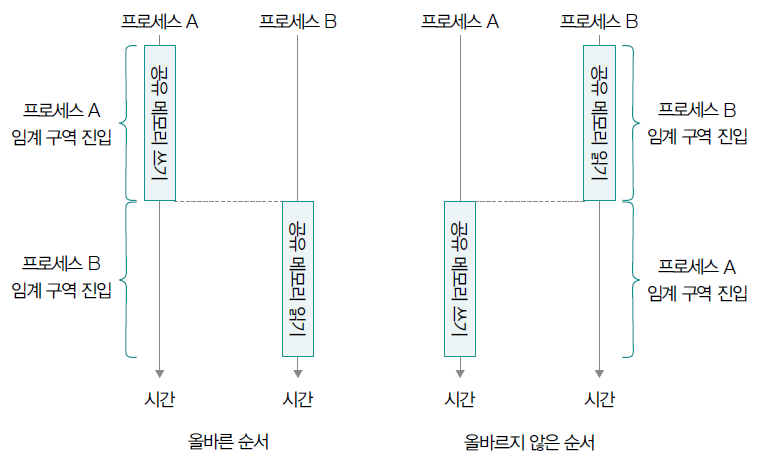 프로세스 A
프로세스 B
공유 메모리 쓰기
프로세스 A
임계 구역 진입
공유 메모리 읽기
프로세스 B
임계 구역 진입
시간
시간
올바른 순서
프로세스 A
프로세스 B
공유 메모리 읽기
프로세스 B
임계 구역 진입
공유 메모리 쓰기
프로세스 A
임계 구역 진입
시간
시간
올바르지 않은 순서